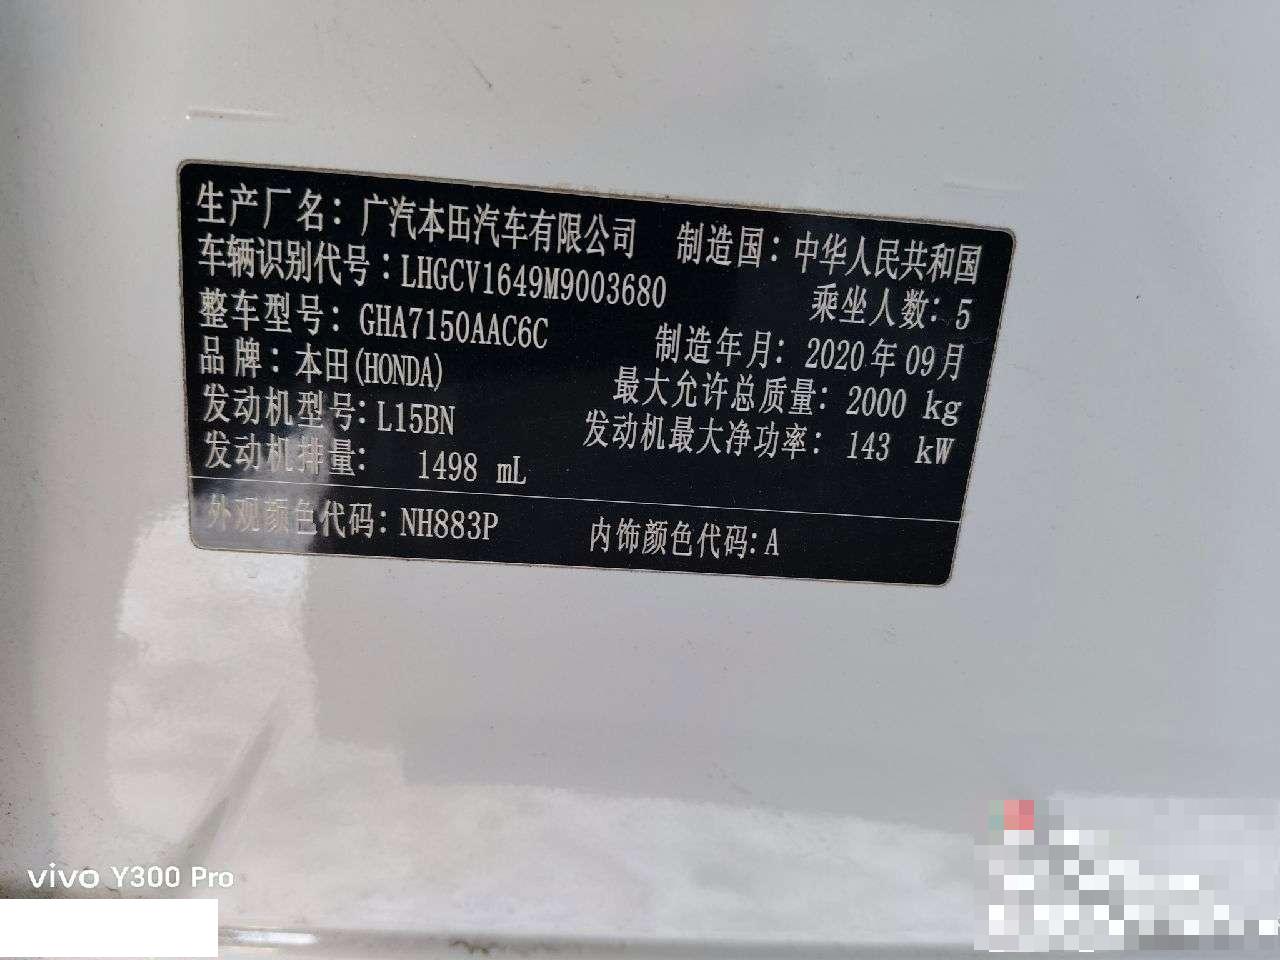 生产厂名：广汽本田汽车有限公司 制造国：中华人民共和国
车辆识别代号：LHGCV1649M9003680 乘坐人数：5
整车型号：GHA7150AAC6C 制造年月：2020年09月
品牌：本田(HONDA) 最大允许总质量：2000 kg
发动机型号：L15BN 发动机最大净功率：143 kW
发动机排量： 1498 mL
外观颜色代码：NH883P 内饰颜色代码：A
vivo Y300 Pro